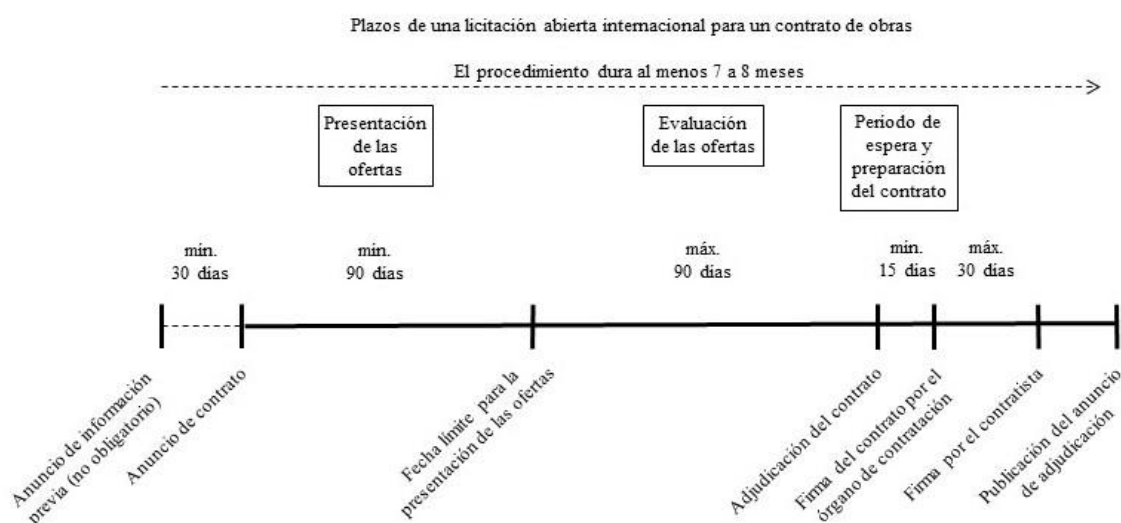 Plazos de una licitación abierta internacional para un contrato de obras
El procedimiento dura al menos 7 a 8 meses
Presentación
de las
ofertas
Evaluación
de las ofertas
Periodo de
espera y
preparación
del contrato
mín.
30 días
mín.
90 días
máx.
90 días
mín.
15 días
máx.
30 días
Anuncio de información
previa (no obligatorio)
Anuncio de contrato
Fecha límite para la
presentación de las ofertas
Adjudicación del contrato
Firma del contrato por el
órgano de contratación
Firma por el contratista
Publicación del anuncio
de adjudicación